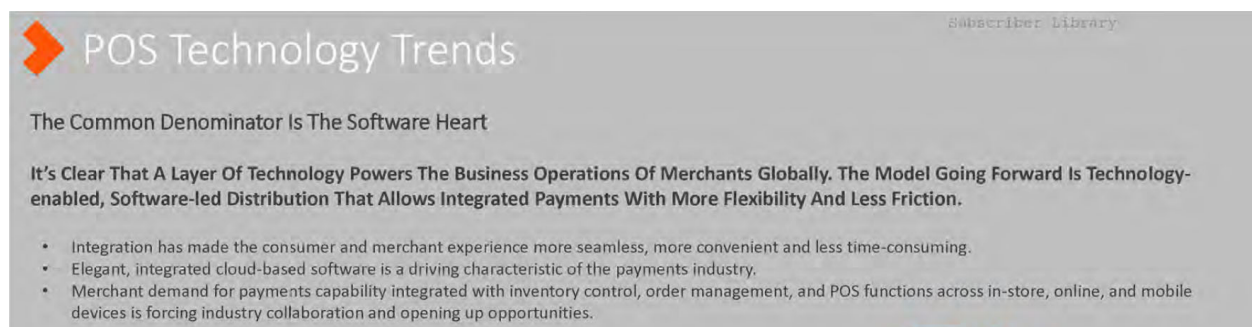 Subscriber Library
POS Technology Trends
The Common Denominator Is The Software Heart
It's Clear That A Layer Of Technology Powers The Business Operations Of Merchants Globally. The Model Going Forward Is Technology-
enabled, Software-led Distribution That Allows Integrated Payments With More Flexibility And Less Friction.
• Integration has made the consumer and merchant experience more seamless, more convenient and less time-consuming.
• Elegant, integrated cloud-based software is a driving characteristic of the payments industry.
• Merchant demand for payments capability integrated with inventory control, order management, and POS functions across in-store, online, and mobile
devices is forcing industry collaboration and opening up opportunities.